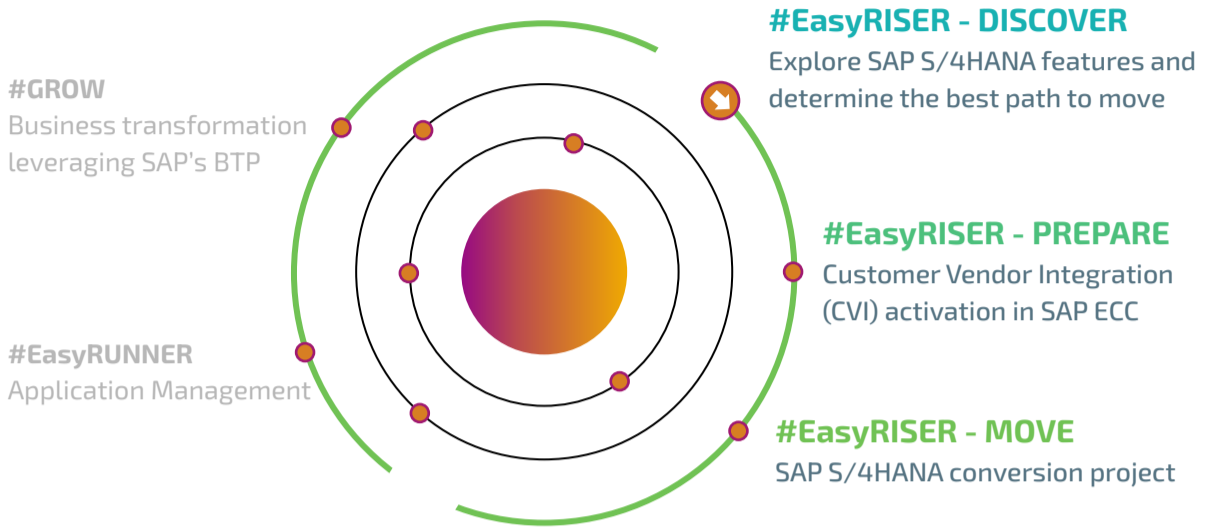 #EasyRISER - DISCOVER
Explore SAP S/4HANA features and
determine the best path to move
#EasyRISER - PREPARE
Customer Vendor Integration
(CVI) activation in SAP ECC
#EasyRISER - MOVE
SAP S/4HANA conversion project
#EasyRUNNER
Application Management
#GROW
Business transformation
leveraging SAP's BTP